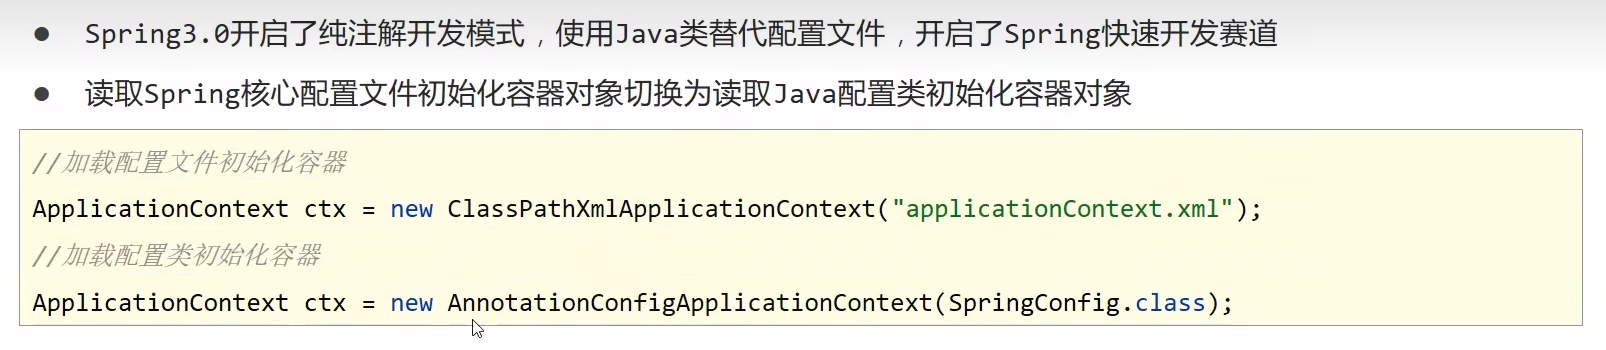 ● Spring3.0开启了纯注解开发模式，使用Java类替代配置文件，开启了Spring快速开发赛道
● 读取Spring核心配置文件初始化容器对象切换为读取Java配置类初始化容器对象
//加载配置文件初始化容器
ApplicationContext ctx = new ClassPathXmlApplicationContext("applicationContext.xml");
//加载配置类初始化容器
ApplicationContext ctx = new AnnotationConfigApplicationContext(SpringConfig.class);